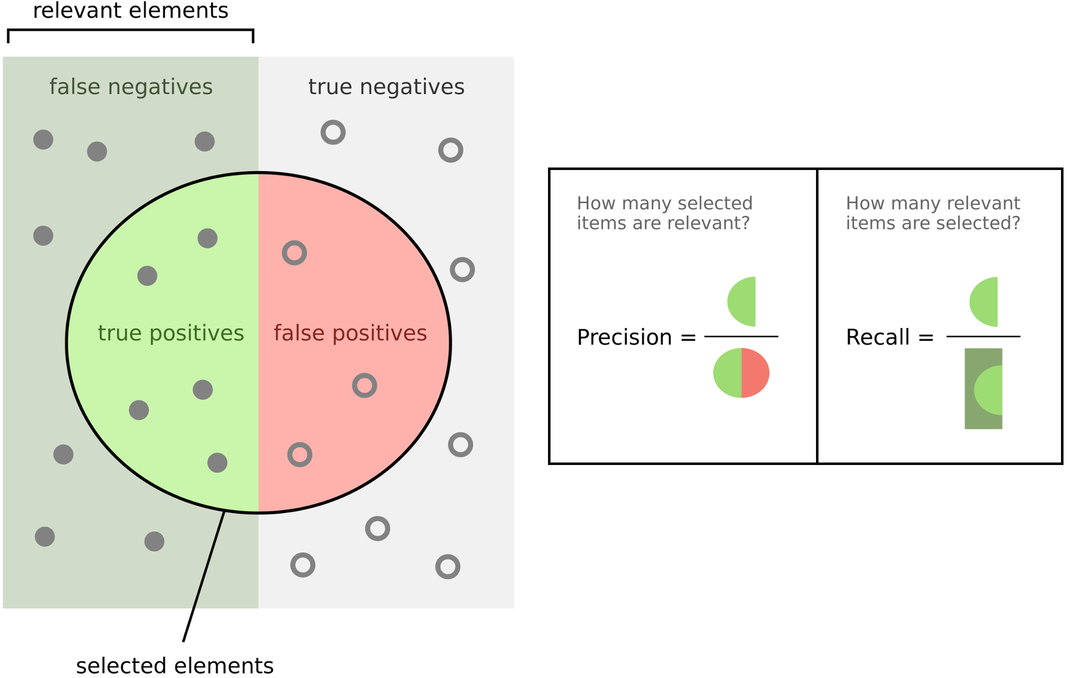 relevant elements
false negatives
true negatives
true positives
false positives
selected elements
How many selected
items are relevant?
Precision =
How many relevant
items are selected?
Recall =